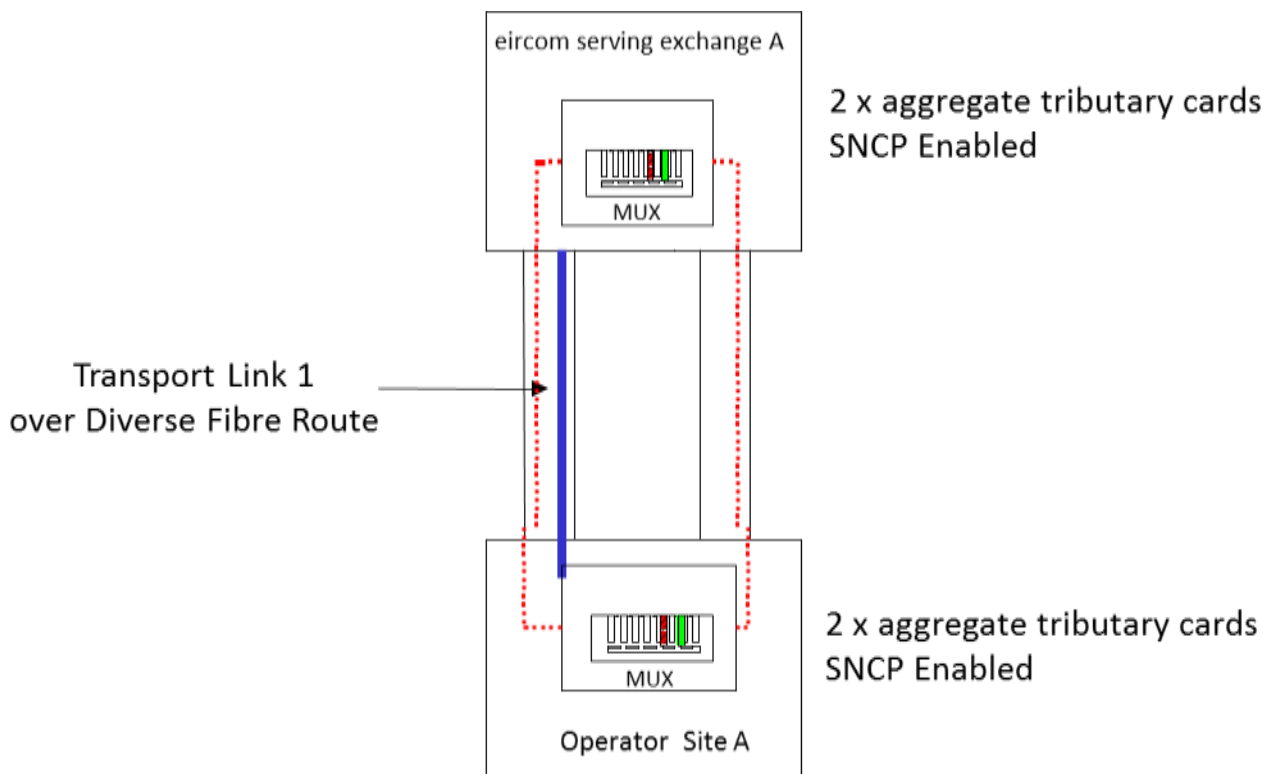 eircom serving exchange A
2 x aggregate tributary cards
SNCP Enabled
MUX
Transport Link 1
over Diverse Fibre Route
2 x aggregate tributary cards
SNCP Enabled
MUX
Operator Site A